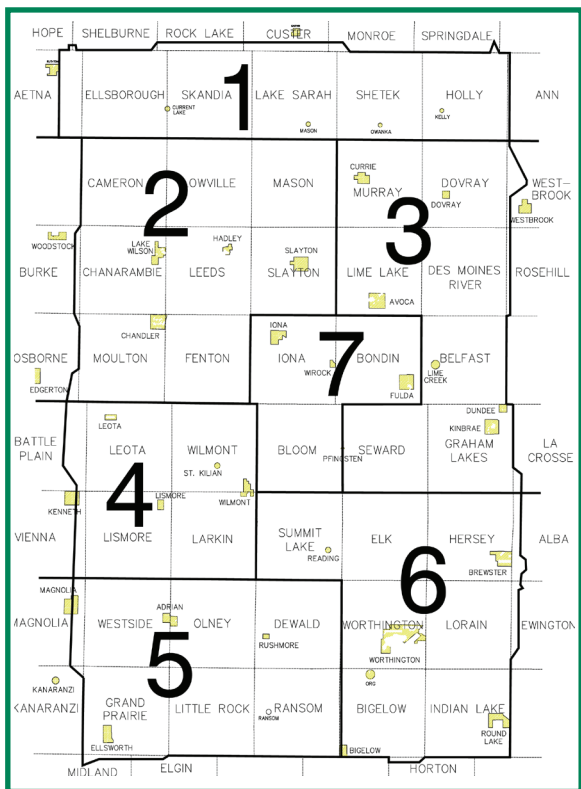 HOPE SHELBURNE ROCK LAKE CUSTER MONROE SPRINGDALE
AETNA ELLSBOROUGH SKANDIA LAKE SARAH SHETEK HOLLY ANN
1
CURRENT
LAKE
MASON
OWANKA
KELLY
CAMERON LOWVILLE MASON
2
CURRIE
MURRAY
DOVRAY
DOVRAY
WEST-
BROOK
WESTBROOK
3
WOODSTOCK
LAKE
WILSON
HADLEY
SLAYTON
BURKE CHANARAMBIE LEEDS SLAYTON LIME LAKE DES MOINES
RIVER
ROSEHILL
AVOCA
CHANDLER
IONA
OSBORNE MOULTON FENTON IONA BONDIN BELFAST
7
WIROCK
LIME
CREEK
EDGERTON
FULDA
DUNDEE
LEOTA
KINBRAE
BATTLE
PLAIN
LEOTA WILMONT BLOOM SEWARD GRAHAM
LAKES
LA
CROSSE
PFINGSTEN
ST. KILIAN
4
LISMORE
WILMONT
KENNETH
VIENNA LISMORE LARKIN SUMMIT
LAKE
ELK HERSEY ALBA
READING
BREWSTER
6
MAGNOLIA
ADRIAN
MAGNOLIA WESTSIDE OLNEY DEWALD WORTHINGTON LORAIN EWINGTON
RUSHMORE
WORTHINGTON
5
KANARANZI
ORG
KANARANZI GRAND
PRAIRIE
LITTLE ROCK RANSOM BIGELOW INDIAN LAKE
RANSOM
ROUND
LAKE
ELLSWORTH
BIGELOW
MIDLAND ELGIN HORTON